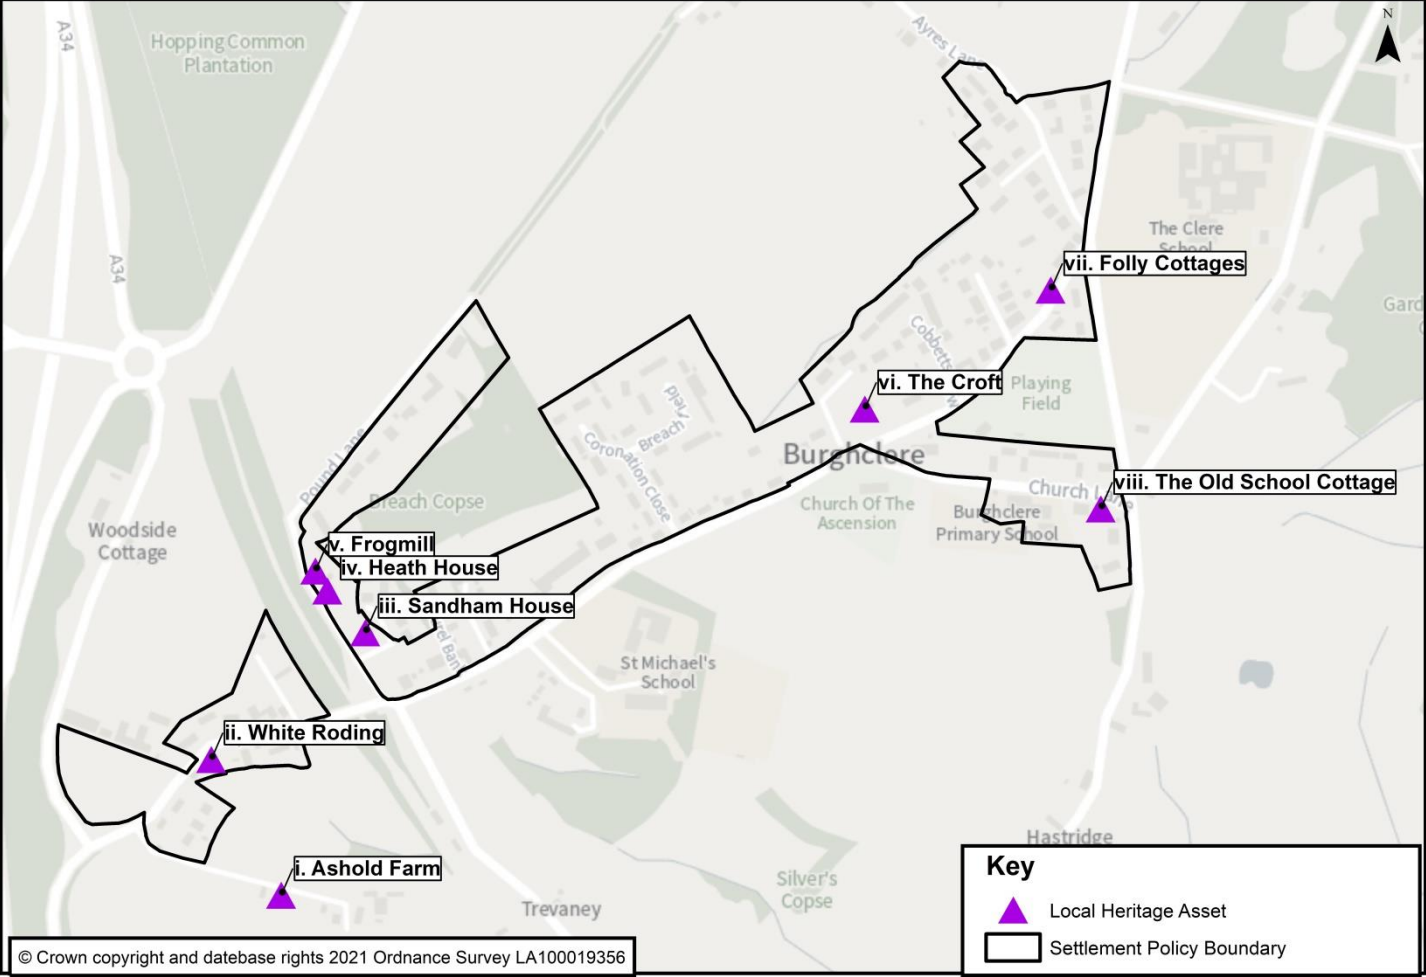 A34
Hopping Common
Plantation
Ayres Lane
N
A34
The Clere
School
vii. Folly Cottages
Cobbetts
vi. The Croft
Playing
Field
Pound Lane
Breach Field
Coronation Close
Burghclere
Church Of The
Ascension
Church Lane
viii. The Old School Cottage
Burghclere
Primary School
Breach Copse
Woodside
Cottage
v. Frogmill
iv. Heath House
iii. Sandham House
St Michael's
School
ii. White Roding
i. Ashold Farm
Trevaney
Silver's
Copse
Hastridge
Key
Local Heritage Asset
Settlement Policy Boundary
© Crown copyright and datebase rights 2021 Ordnance Survey LA100019356